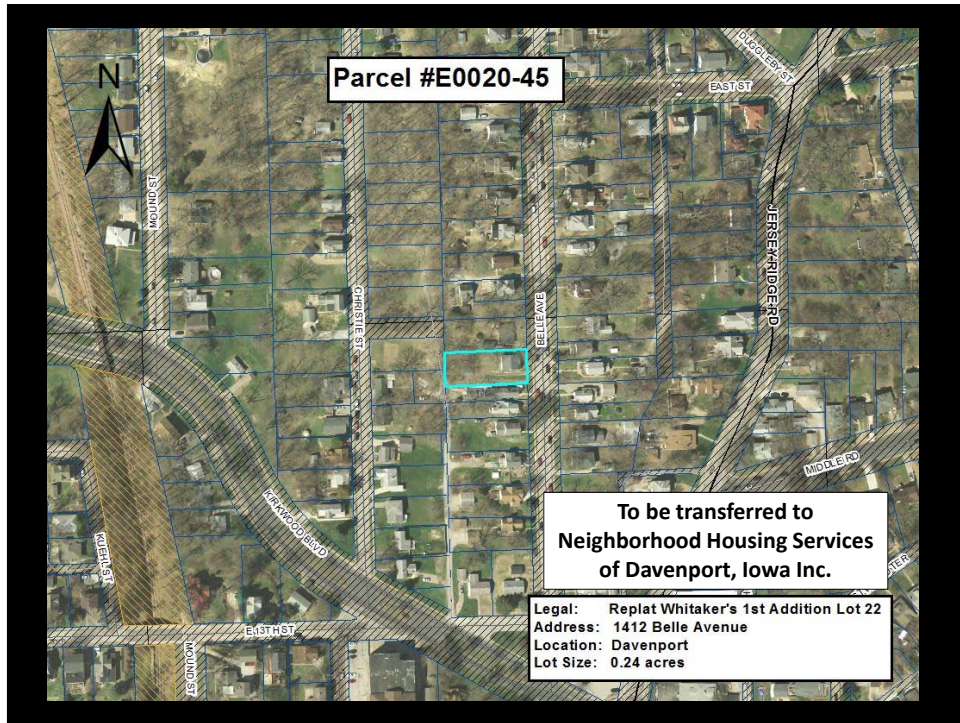 Parcel #E0020-45
N
DUGGLEBY ST
EAST ST
MOUND ST
JERSEY RIDGE RD
CHRISTIE ST
BELLE AVE
MIDDLE RD
KIRKWOOD BLVD
KUEHL ST
E 13TH ST
MOUND ST
To be transferred to
Neighborhood Housing Services
of Davenport, Iowa Inc.
Legal: Replat Whitaker's 1st Addition Lot 22
Address: 1412 Belle Avenue
Location: Davenport
Lot Size: 0.24 acres